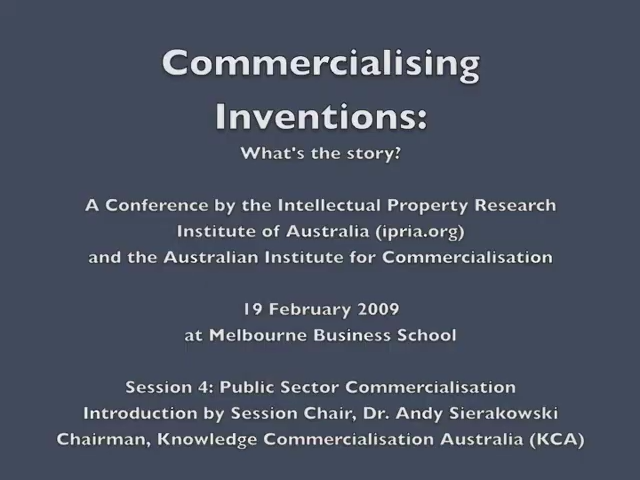 Commercialising
Inventions:
What's the story?
A Conference by the Intellectual Property Research
Institute of Australia (ipria.org)
and the Australian Institute for Commercialisation
19 February 2009
at Melbourne Business School
Session 4: Public Sector Commercialisation
Introduction by Session Chair, Dr. Andy Sierakowski
Chairman, Knowledge Commercialisation Australia (KCA)